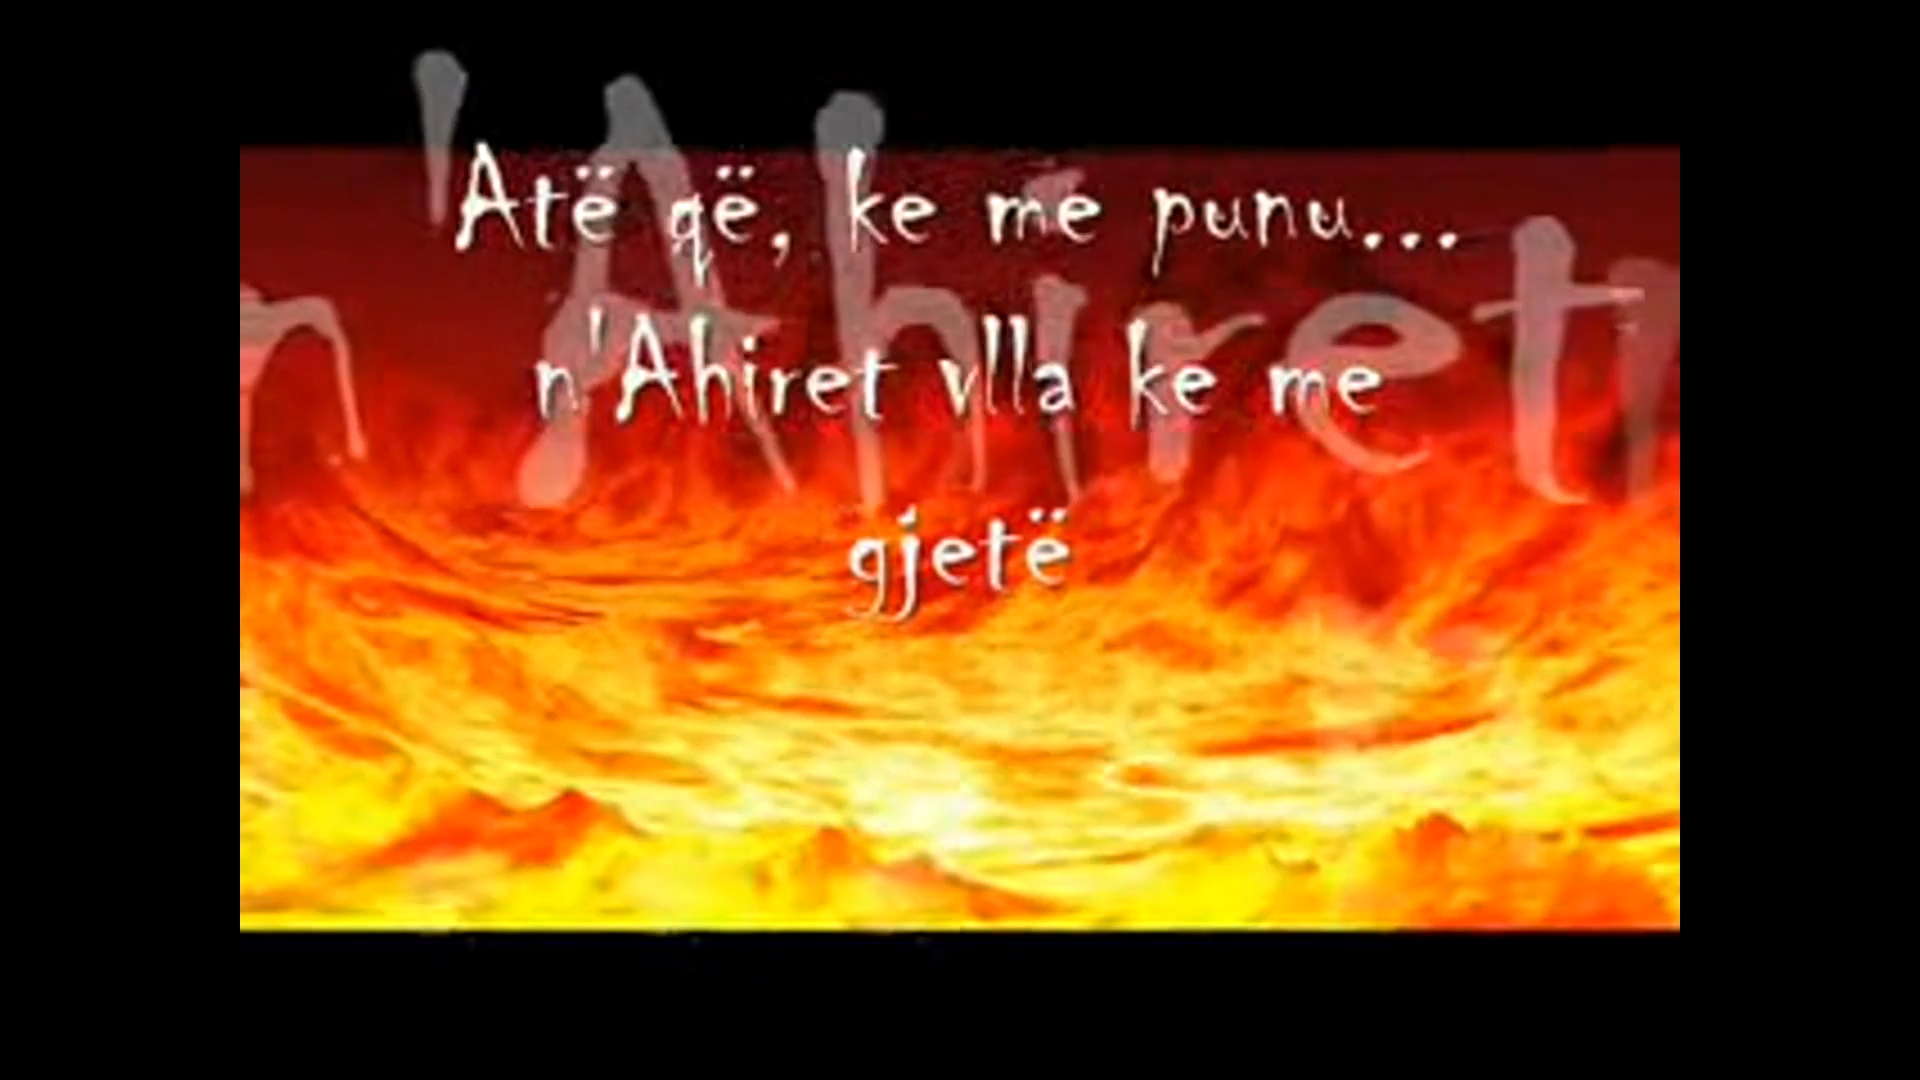 Atë që, ke me punu...
n'Ahiret vlla ke me
gjetë
n'Ahiret